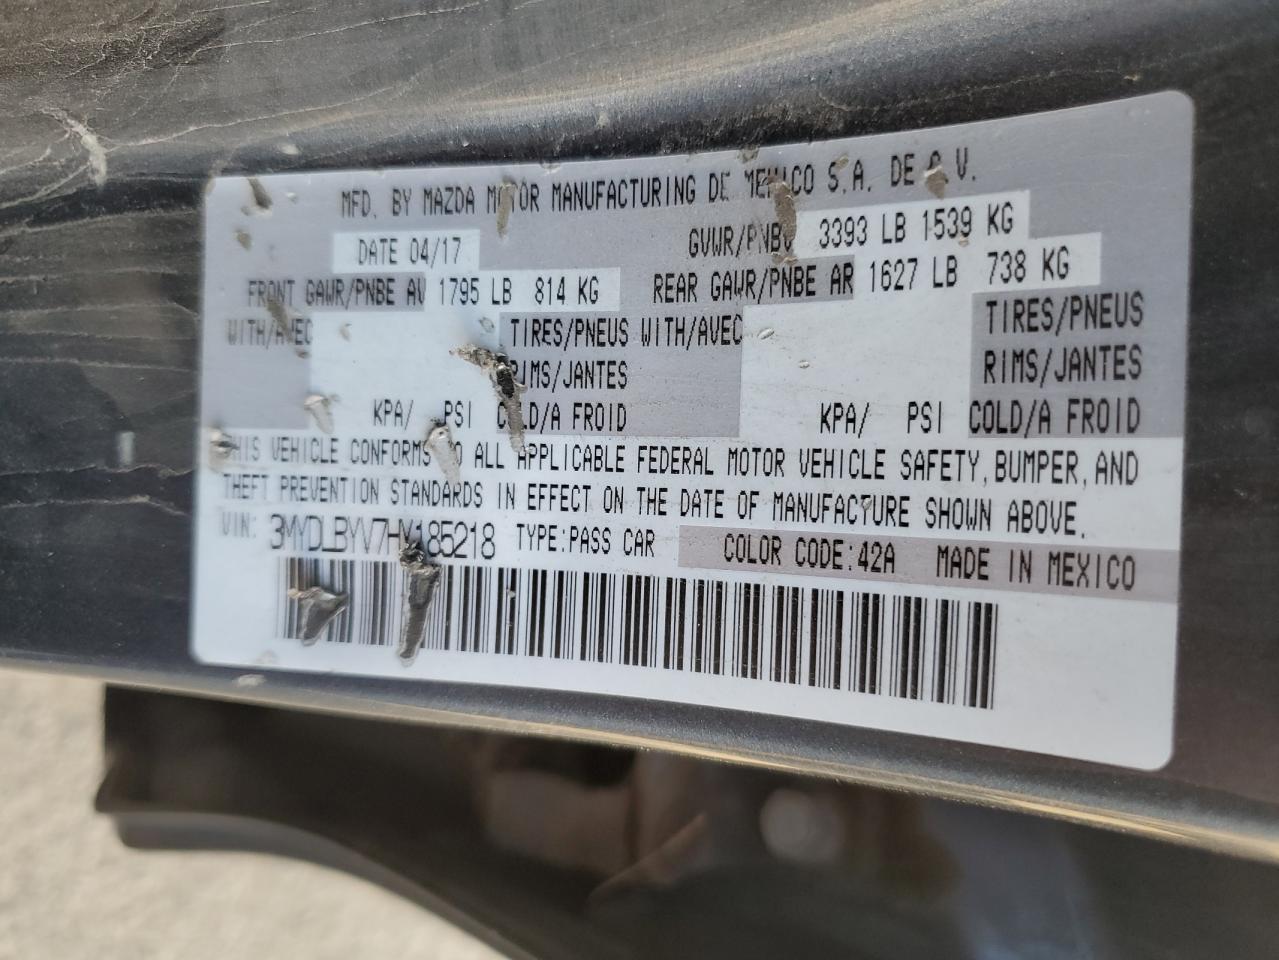 MFD. BY MAZDA MOTOR MANUFACTURING DE MEXICO S.A. DE C.V.
DATE 04/17 GVWR/PNBV 3393 LB 1539 KG
FRONT GAWR/PNBE AV 1795 LB 814 KG REAR GAWR/PNBE AR 1627 LB 738 KG
WITH/AVEC TIRES/PNEUS WITH/AVEC TIRES/PNEUS
RIMS/JANTES RIMS/JANTES
KPA/ PSI COLD/A FROID KPA/ PSI COLD/A FROID
THIS VEHICLE CONFORMS TO ALL APPLICABLE FEDERAL MOTOR VEHICLE SAFETY, BUMPER, AND
THEFT PREVENTION STANDARDS IN EFFECT ON THE DATE OF MANUFACTURE SHOWN ABOVE.
VIN: 3MYDLBYV7HY185218 TYPE:PASS CAR COLOR CODE:42A MADE IN MEXICO